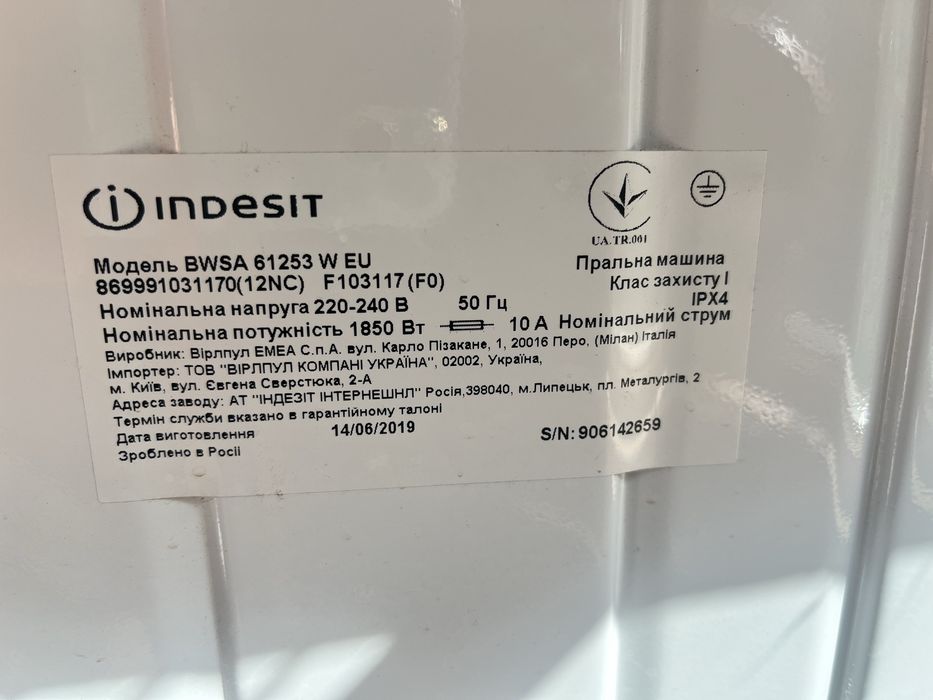 INDESIT
UA.TR.001
Модель BWSA 61253 W EU
Пральна машина
869991031170(12NC) F103117(F0)
Клас захисту I
Номінальна напруга 220-240 В 50 Гц
IPX4
Номінальна потужність 1850 Вт 10 А Номінальний струм
Виробник: Вірлпул ЕМЕА С.п.А. вул. Карло Пізакане, 1, 20016 Перо, (Мілан) Італія
Імпортер: ТОВ "ВІРЛПУЛ КОМПАНІ УКРАЇНА", 02002, Україна,
м. Київ, вул. Євгена Сверстюка, 2-А
Адреса заводу: АТ "ІНДЕЗІТ ІНТЕРНЕШНЛ" Росія,398040, м.Липецьк, пл. Металургів, 2
Термін служби вказано в гарантійному талоні
Дата виготовлення 14/06/2019
S/N: 906142659
Зроблено в Росії